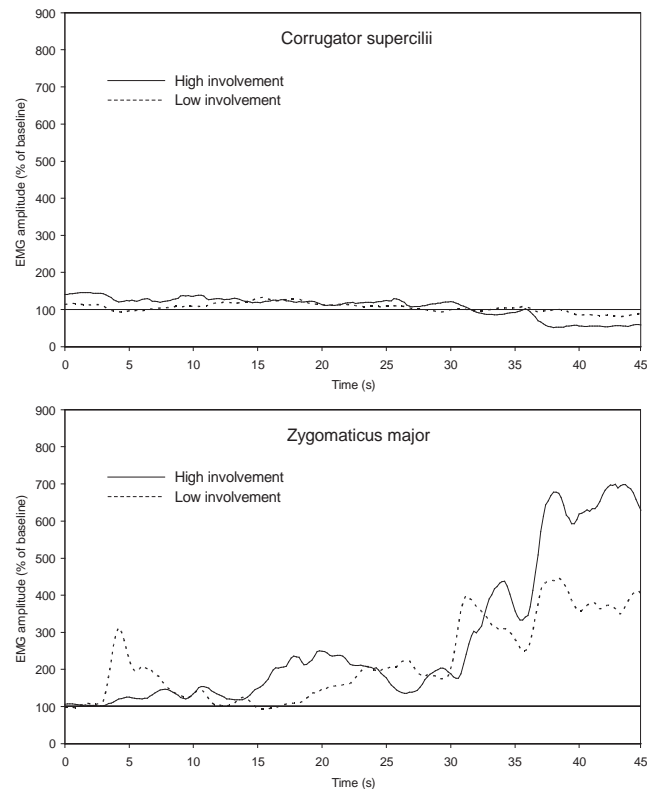 Corrugator supercilii
High involvement
Low involvement
EMG amplitude (% of baseline)
900
800
700
600
500
400
300
200
100
0
0 5 10 15 20 25 30 35 40 45
Time (s)
Zygomaticus major
High involvement
Low involvement
EMG amplitude (% of baseline)
900
800
700
600
500
400
300
200
100
0
0 5 10 15 20 25 30 35 40 45
Time (s)